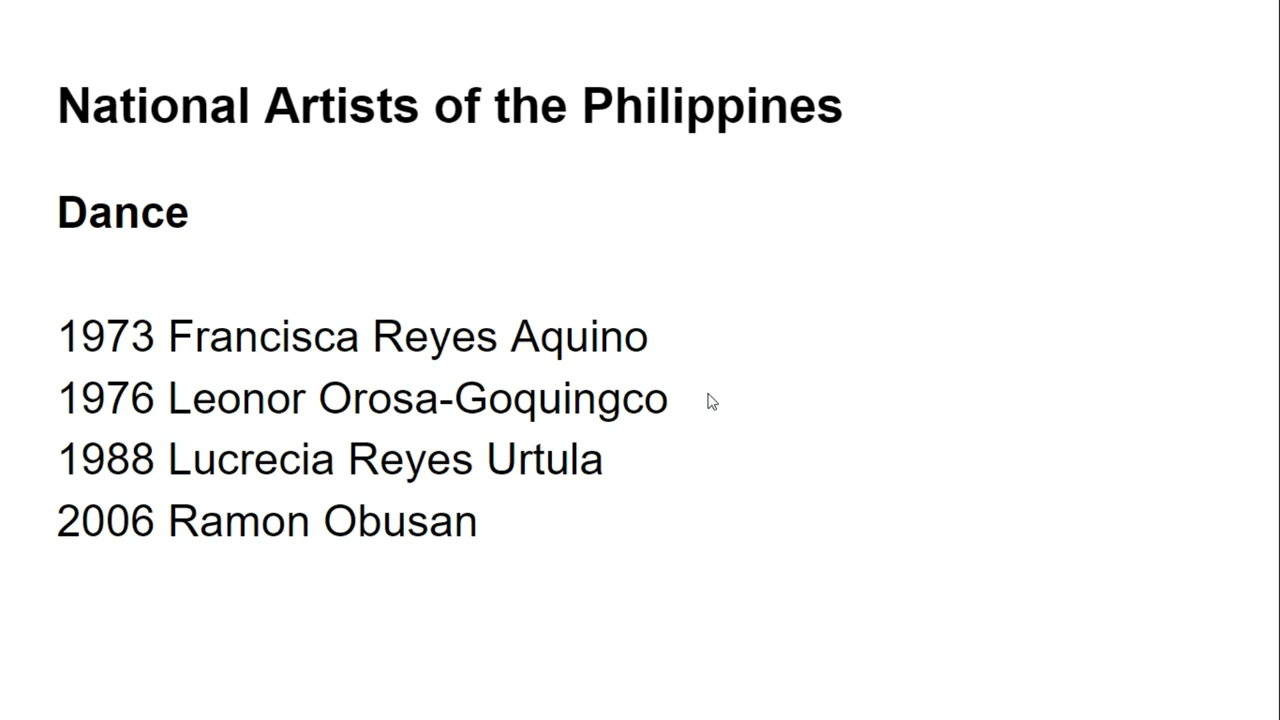 National Artists of the Philippines
Dance
1973 Francisca Reyes Aquino
1976 Leonor Orosa-Goquingco
1988 Lucrecia Reyes Urtula
2006 Ramon Obusan